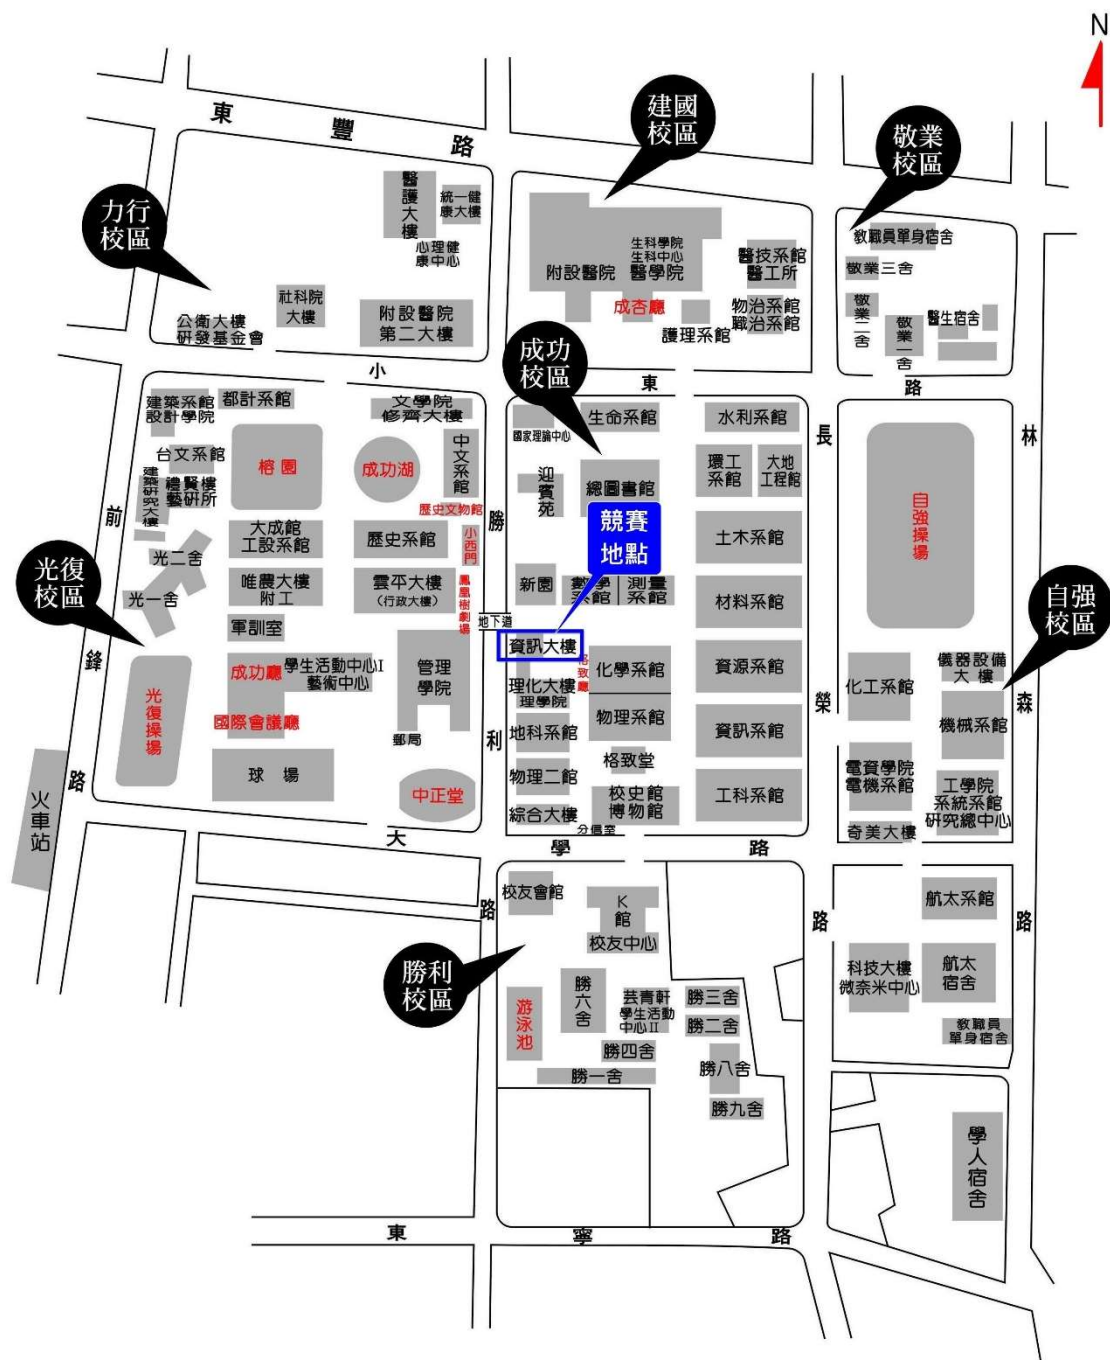 N
東豐路
建國
校區
敬業
校區
力行
校區
醫護大樓
統一健
康大樓
心理健
康中心
社科院
大樓
附設醫院
第二大樓
公衛大樓
研發基金會
生科學院
生科中心
附設醫院
醫學院
成杏廳
護理系館
醫技系館
醫工所
物治系館
職治系館
教職員單身宿舍
敬業三舍
敬業二舍
敬業一舍
醫生宿舍
小東路
成功
校區
建築系館
設計學院
都計系館
文學院
修齊大樓
台文系館
建築研究大樓
禮賢樓
藝研所
榕園
成功湖
中文系館
歷史文物館
小西門
大成館
工設系館
歷史系館
光二舍
光一舍
唯農大樓
附工
雲平大樓
(行政大樓)
鳳凰樹劇場
軍訓室
成功廳
學生活動中心I
藝術中心
國際會議廳
管理
學院
郵局
光復
校區
光復操場
球場
中正堂
前鋒路
火車站
勝利路
地下道
國家理論中心
生命系館
水利系館
迎賓苑
總圖書館
環工
系館
大地
工程館
競賽
地點
土木系館
新園
數學
系館
測量
系館
材料系館
資訊大樓
格致廳
化學系館
資源系館
理化大樓
理學院
物理系館
地科系館
資訊系館
格致堂
物理二館
校史館
博物館
工科系館
綜合大樓
分信室
長榮路
林森路
自強操場
自强
校區
化工系館
儀器設備
大樓
機械系館
電資學院
電機系館
工學院
系統系館
研究總中心
奇美大樓
大學路
校友會館
K
館
校友中心
勝利
校區
游泳池
勝六舍
芸青軒
學生活動
中心II
勝三舍
勝二舍
勝四舍
勝一舍
勝八舍
勝九舍
航太系館
科技大樓
微奈米中心
航太
宿舍
教職員
單身宿舍
學人宿舍
東寧路